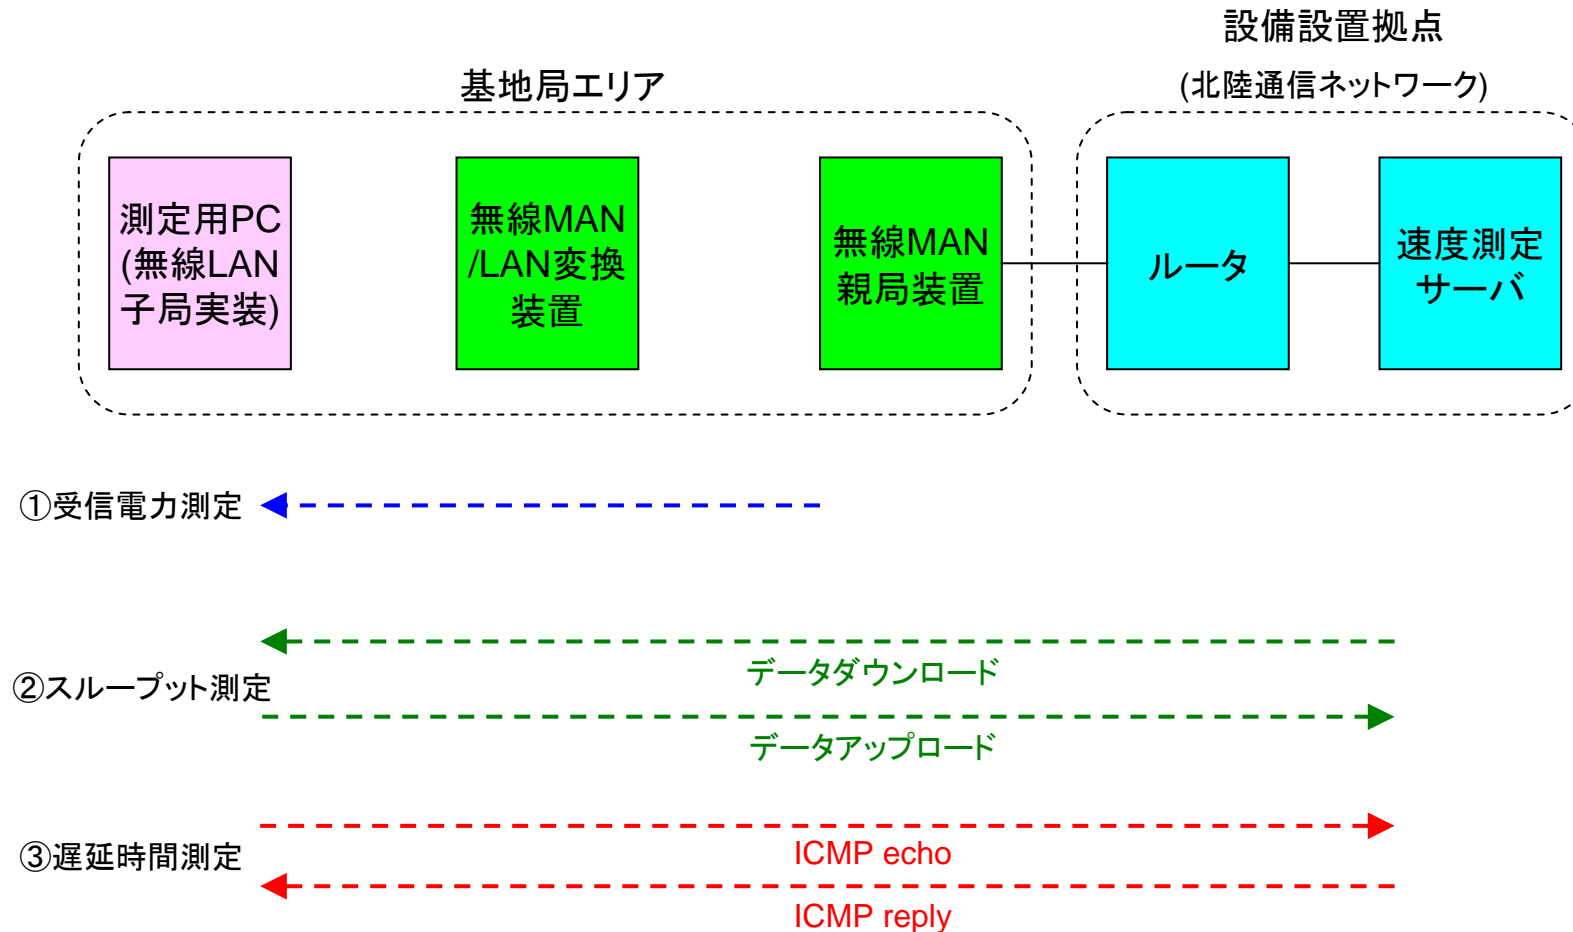 設備設置拠点
(北陸通信ネットワーク)
基地局エリア
測定用PC
(無線LAN
子局実装)
無線MAN
/LAN変換
装置
無線MAN
親局装置
ルータ
速度測定
サーバ
①受信電力測定
データダウンロード
②スループット測定
データアップロード
ICMP echo
③遅延時間測定
ICMP reply